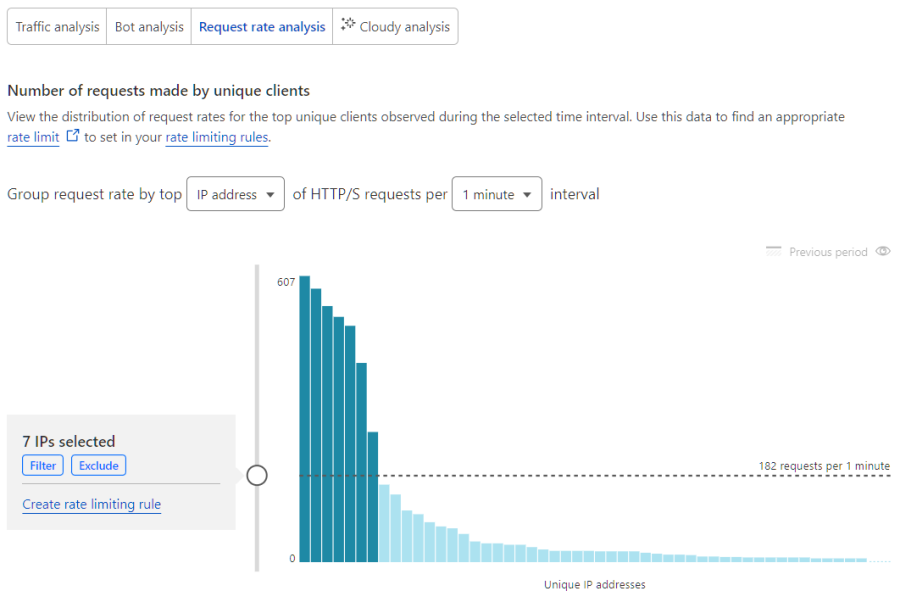 Traffic analysis Bot analysis Request rate analysis Cloudy analysis
Number of requests made by unique clients
View the distribution of request rates for the top unique clients observed during the selected time interval. Use this data to find an appropriate
rate limit to set in your rate limiting rules.
Group request rate by top IP address of HTTP/S requests per 1 minute interval
Previous period
607
7 IPs selected
Filter Exclude
182 requests per 1 minute
Create rate limiting rule
0
Unique IP addresses